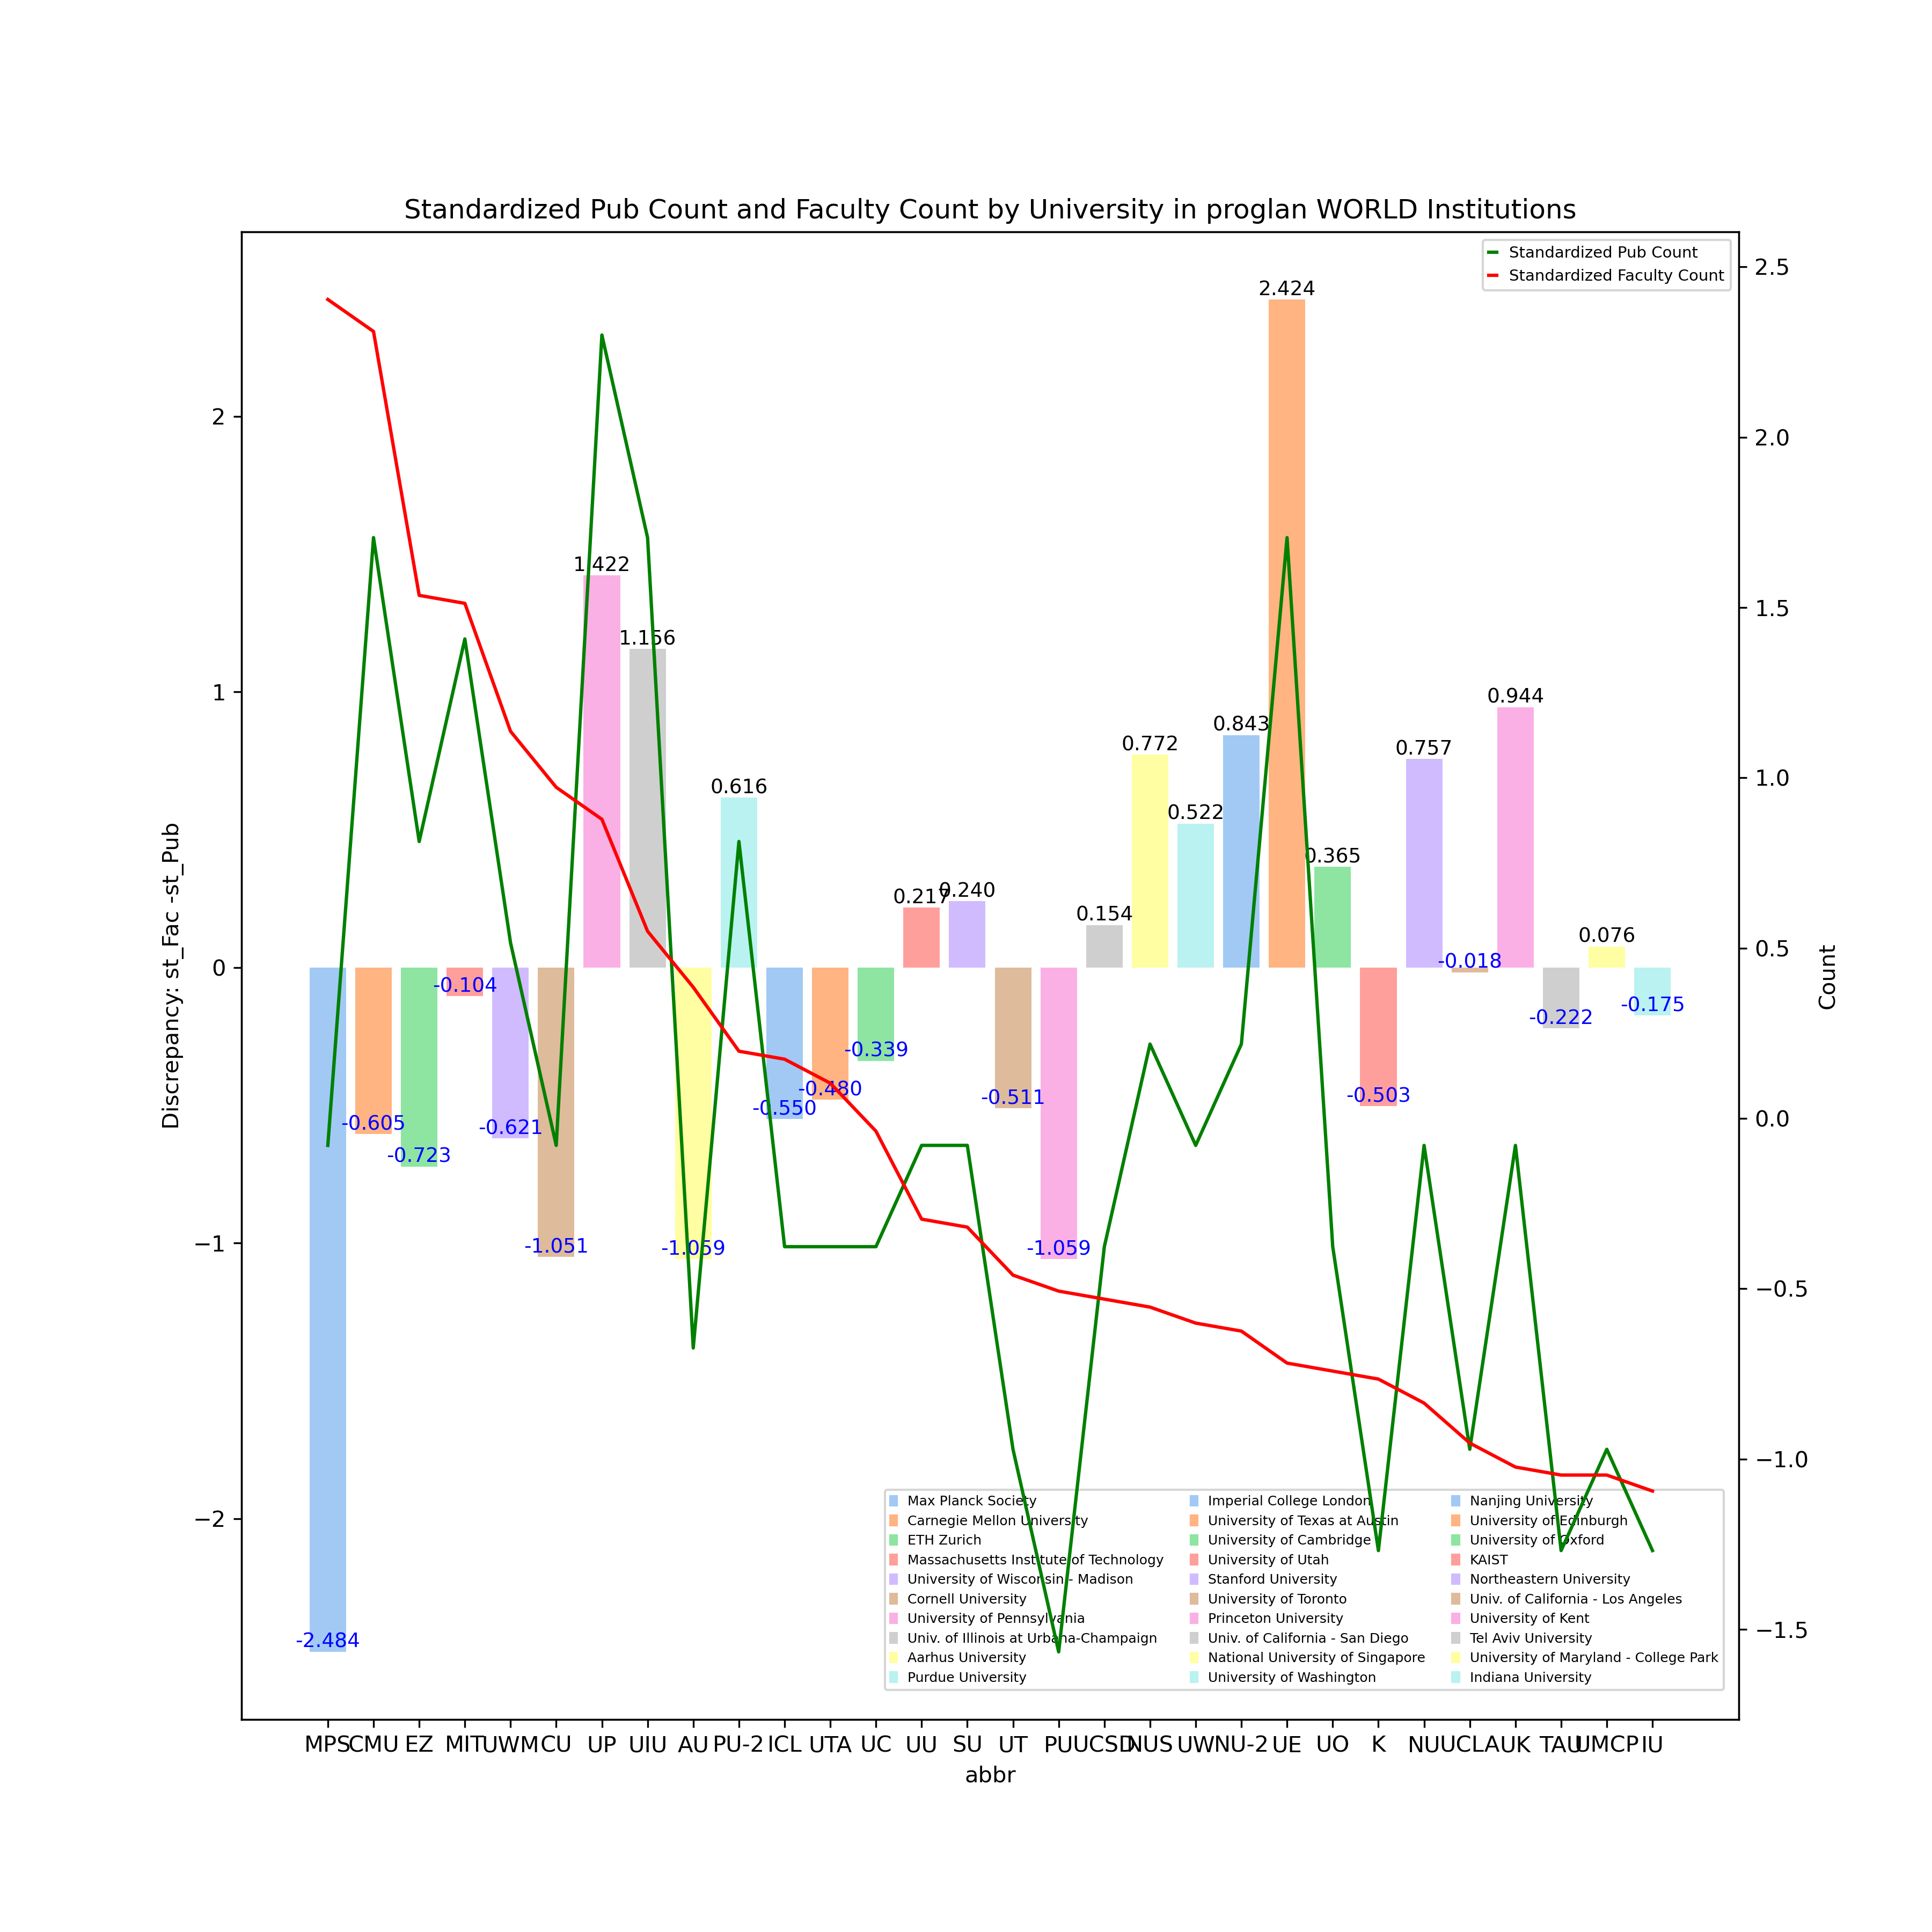 Standardized Pub Count and Faculty Count by University in proglan WORLD Institutions
Standardized Pub Count
Standardized Faculty Count
Discrepancy: st_Fac -st_Pub
2
1
0
−1
−2
Count
2.5
2.0
1.5
1.0
0.5
0.0
−0.5
−1.0
−1.5
-2.484
-0.605
-0.723
-0.104
-0.621
-1.051
1.422
1.156
-1.059
0.616
-0.550
-0.480
-0.339
0.217
0.240
-0.511
-1.059
0.154
0.772
0.522
0.843
2.424
0.365
-0.503
0.757
-0.018
0.944
-0.222
0.076
-0.175
Max Planck Society
Carnegie Mellon University
ETH Zurich
Massachusetts Institute of Technology
University of Wisconsin - Madison
Cornell University
University of Pennsylvania
Univ. of Illinois at Urbana-Champaign
Aarhus University
Purdue University
Imperial College London
University of Texas at Austin
University of Cambridge
University of Utah
Stanford University
University of Toronto
Princeton University
Univ. of California - San Diego
National University of Singapore
University of Washington
Nanjing University
University of Edinburgh
University of Oxford
KAIST
Northeastern University
Univ. of California - Los Angeles
University of Kent
Tel Aviv University
University of Maryland - College Park
Indiana University
MPS CMU EZ MIT UWM CU UP UIU AU PU-2 ICL UTA UC UU SU UT PU UCSD NUS UW NU-2 UE UO K NU UCLA UK TAU UMCP IU
abbr